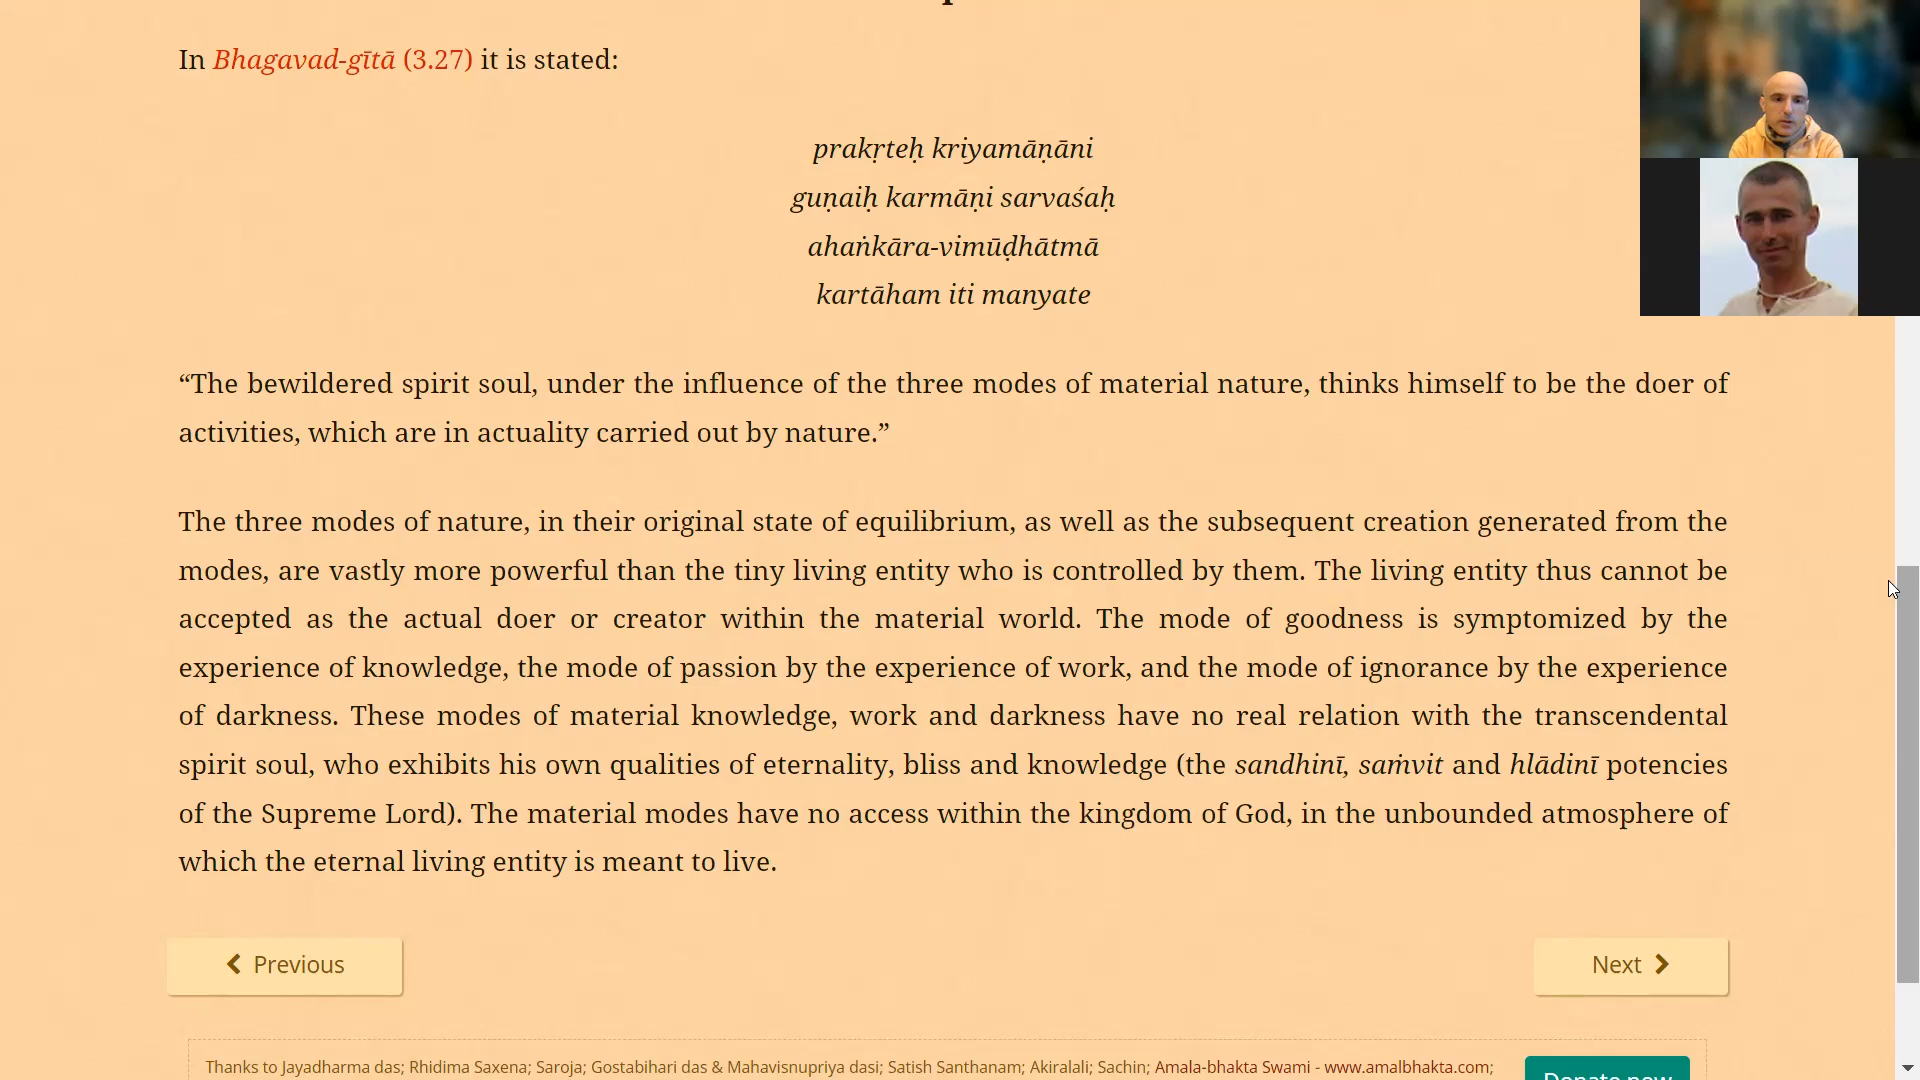 In Bhagavad-gītā (3.27) it is stated:
prakṛteḥ kriyamāṇāni
guṇaiḥ karmāṇi sarvaśaḥ
ahaṅkāra-vimūḍhātmā
kartāham iti manyate
“The bewildered spirit soul, under the influence of the three modes of material nature, thinks himself to be the doer of
activities, which are in actuality carried out by nature.”
The three modes of nature, in their original state of equilibrium, as well as the subsequent creation generated from the
modes, are vastly more powerful than the tiny living entity who is controlled by them. The living entity thus cannot be
accepted as the actual doer or creator within the material world. The mode of goodness is symptomized by the
experience of knowledge, the mode of passion by the experience of work, and the mode of ignorance by the experience
of darkness. These modes of material knowledge, work and darkness have no real relation with the transcendental
spirit soul, who exhibits his own qualities of eternality, bliss and knowledge (the sandhinī, saṁvit and hlādinī potencies
of the Supreme Lord). The material modes have no access within the kingdom of God, in the unbounded atmosphere of
which the eternal living entity is meant to live.
Previous
Next
Thanks to Jayadharma das; Rhidima Saxena; Saroja; Gostabihari das & Mahavisnupriya dasi; Satish Santhanam; Akiralali; Sachin; Amala-bhakta Swami - www.amalbhakta.com;
Donate now